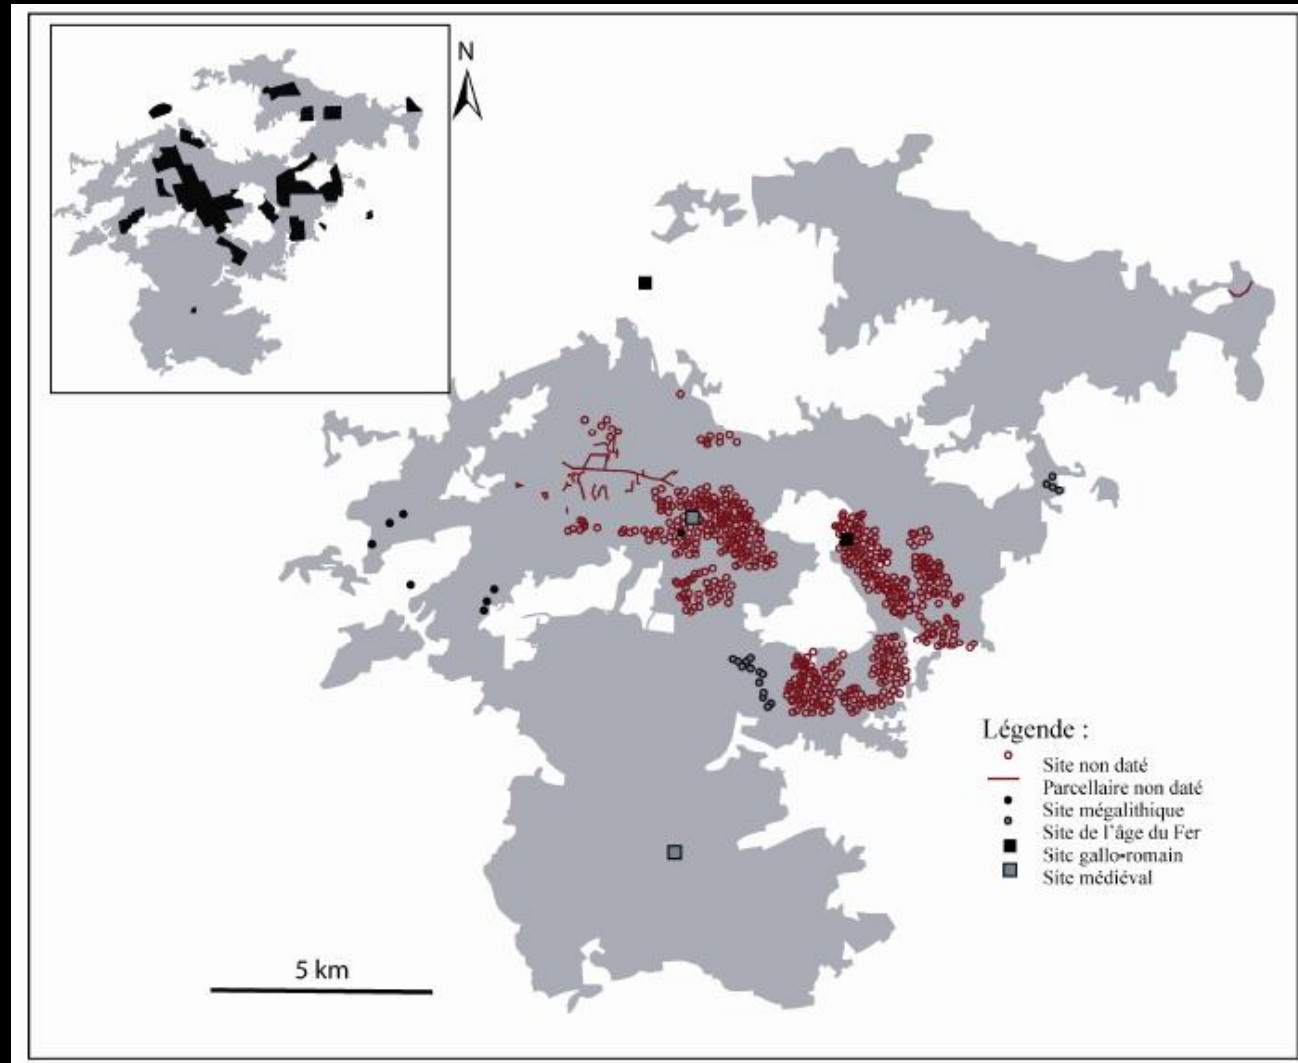 N
Légende :
Site non daté
Parcellaire non daté
Site mégalithique
Site de l'âge du Fer
Site gallo-romain
Site médiéval
5 km